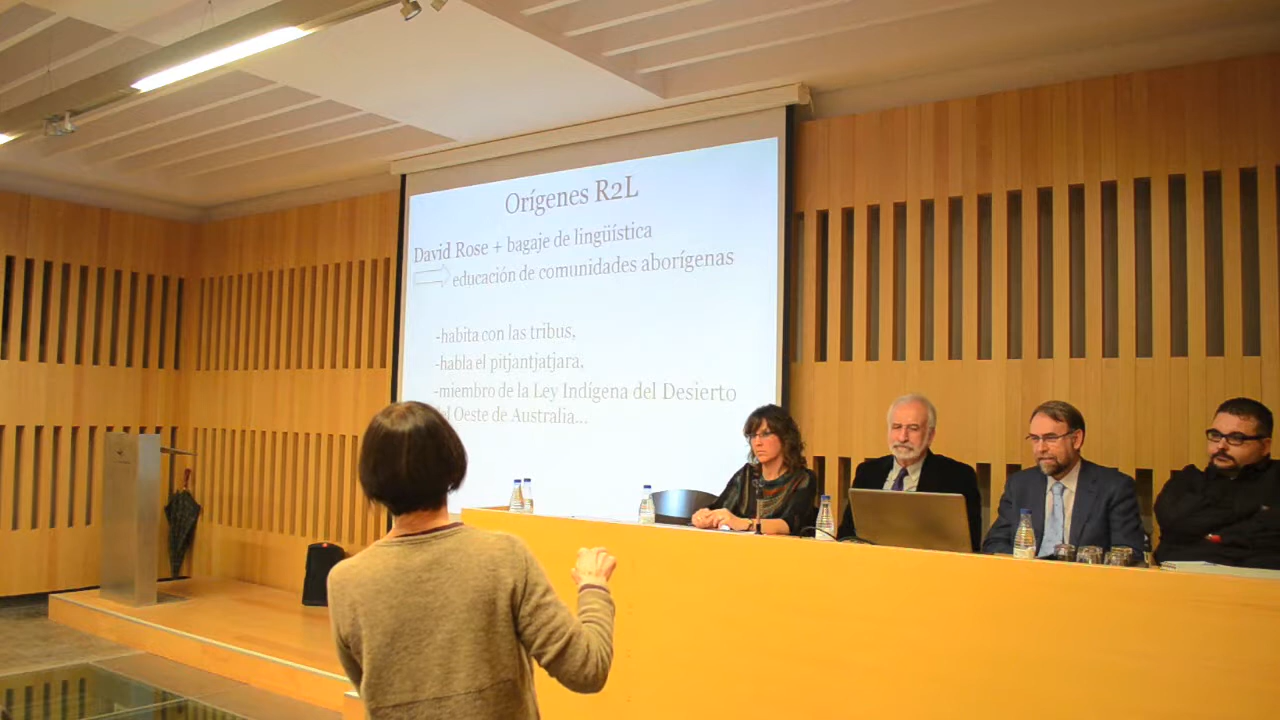 Orígenes R2L
David Rose + bagaje de lingüística
educación de comunidades aborígenas
-habita con las tribus,
-habla el pitjantjatjara,
-miembro de la Ley Indígena del Desierto
del Oeste de Australia...